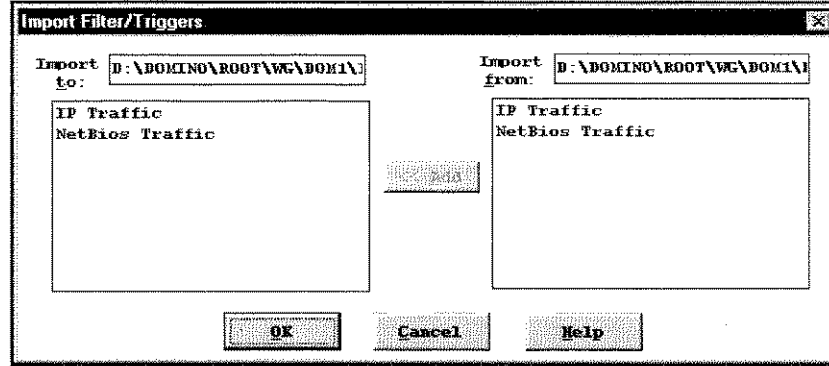 Import Filter/Triggers
Import to: D:\DOMINO\ROOT\WG\DOM1\
IP Traffic
NetBios Traffic
<< Add
Import from: D:\DOMINO\ROOT\WG\DOM1\
IP Traffic
NetBios Traffic
OK
Cancel
Help